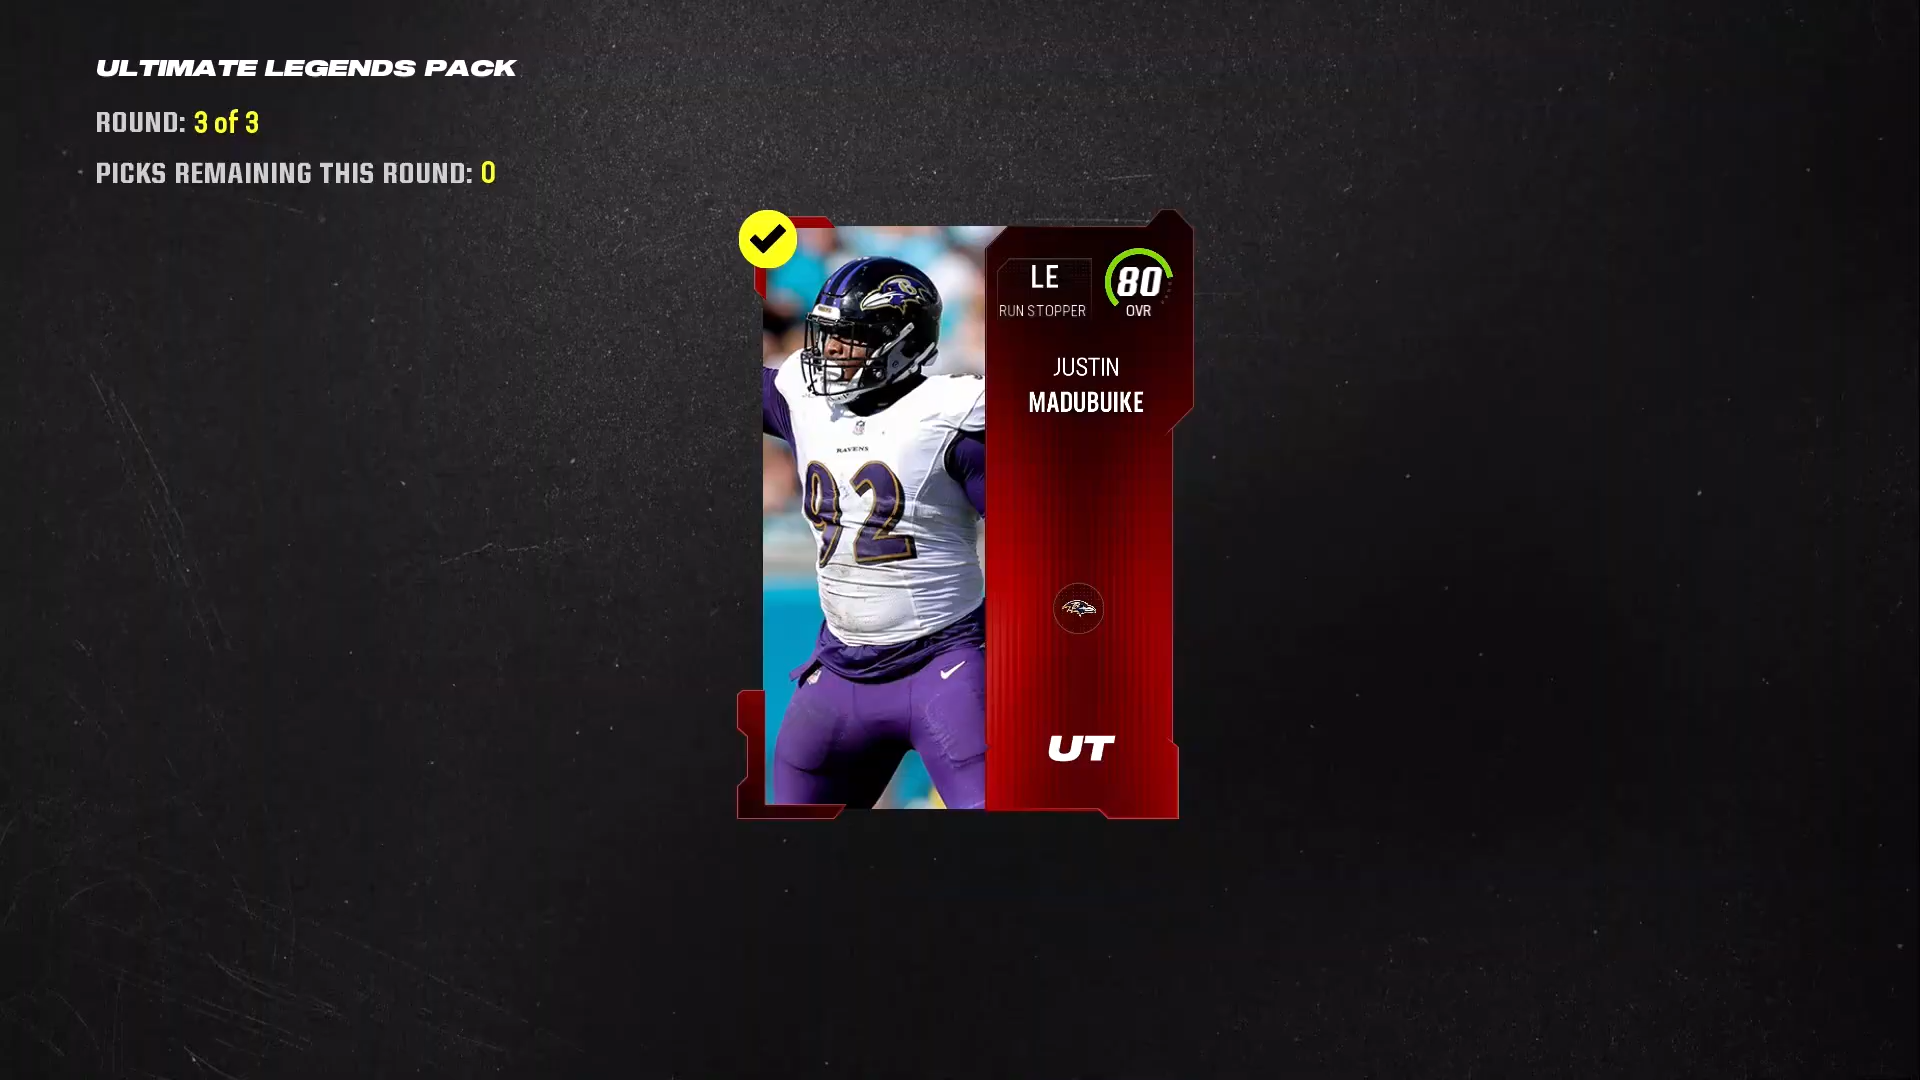 ULTIMATE LEGENDS PACK
ROUND: 3 of 3
PICKS REMAINING THIS ROUND: 0
LE
RUN STOPPER
80
OVR
JUSTIN
MADUBUIKE
RAVENS
92
UT